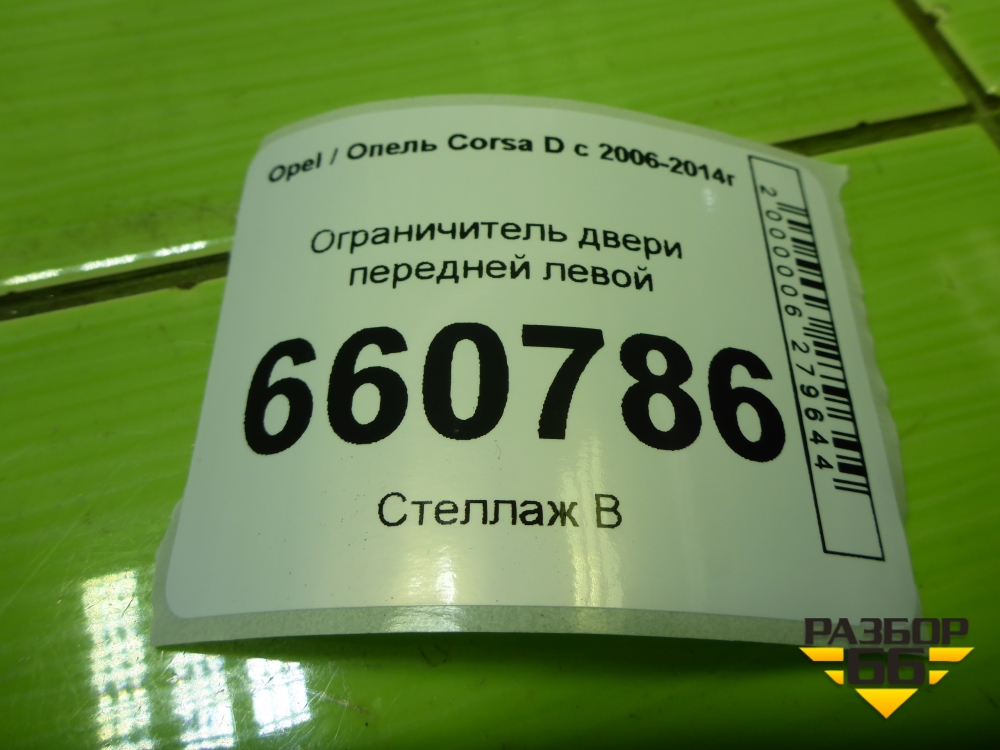 Opel / Опель Corsa D с 2006-2014г
Ограничитель двери
передней левой
660786
Стеллаж В
2000006279644
РАЗБОР
66